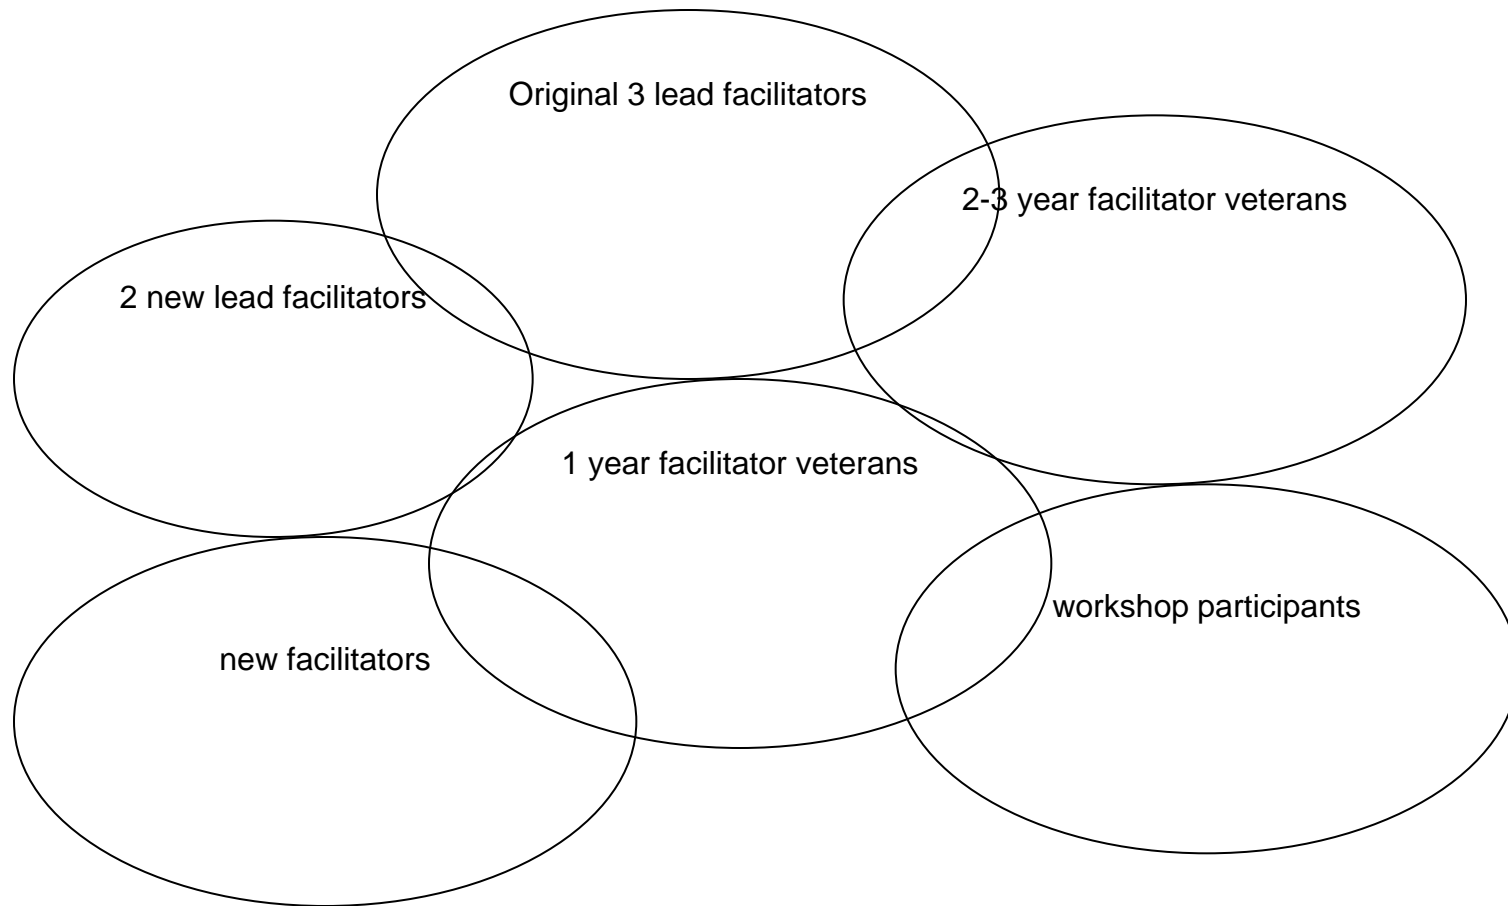 Original 3 lead facilitators
2-3 year facilitator veterans
2 new lead facilitators
1 year facilitator veterans
workshop participants
new facilitators